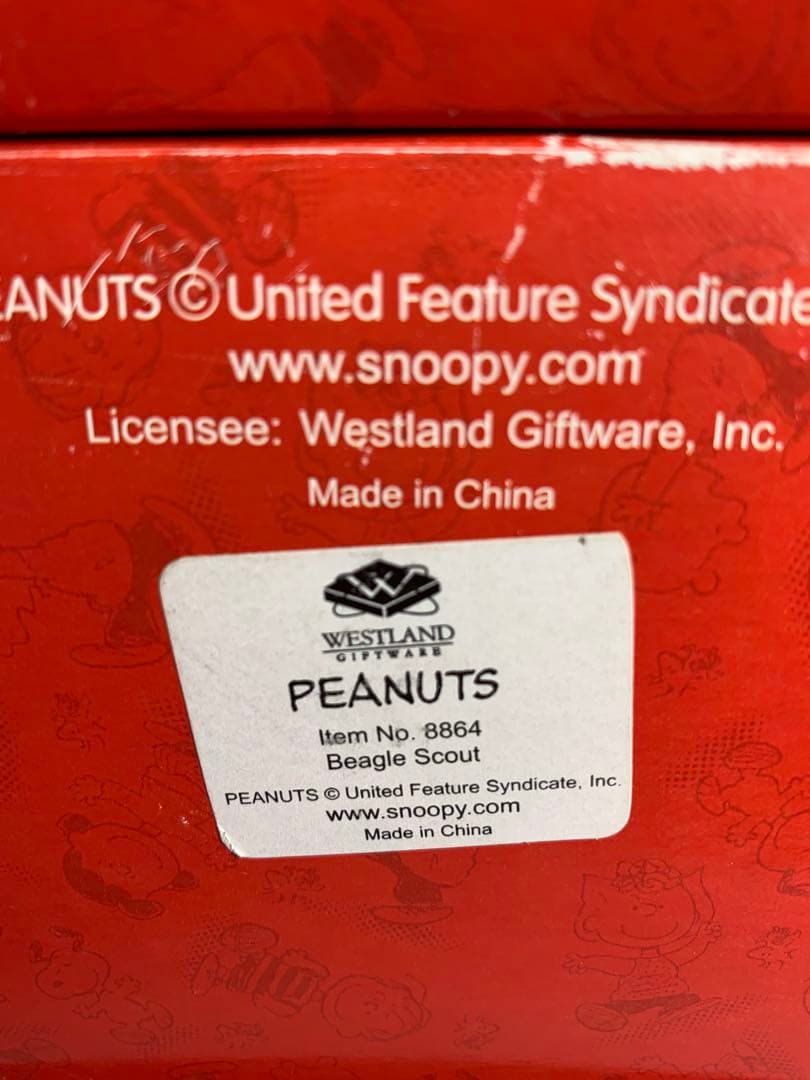 EANUTS © United Feature Syndicate
www.snoopy.com
Licensee: Westland Giftware, Inc.
Made in China
W
WESTLAND
GIFTWARE
PEANUTS
Item No. 8864
Beagle Scout
PEANUTS © United Feature Syndicate, Inc.
www.snoopy.com
Made in China